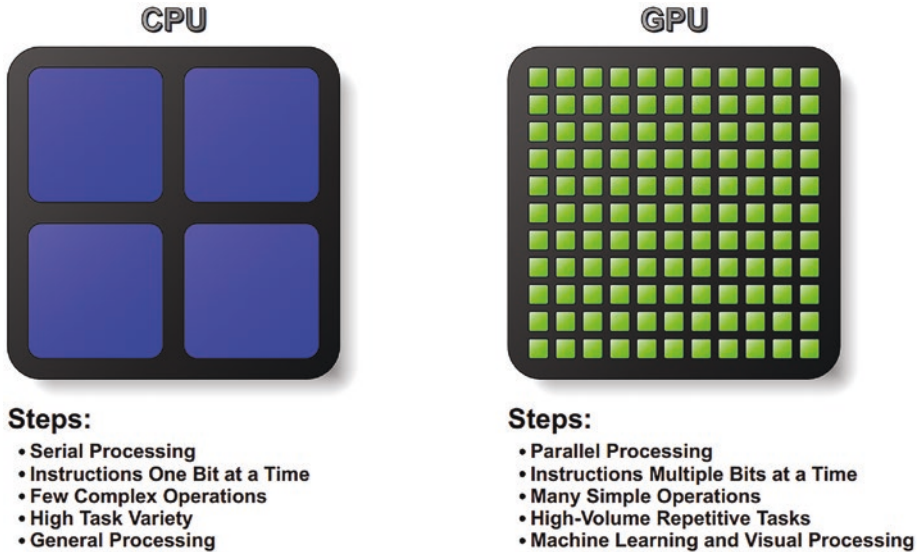 CPU
Steps:
• Serial Processing
• Instructions One Bit at a Time
• Few Complex Operations
• High Task Variety
• General Processing
GPU
Steps:
• Parallel Processing
• Instructions Multiple Bits at a Time
• Many Simple Operations
• High-Volume Repetitive Tasks
• Machine Learning and Visual Processing